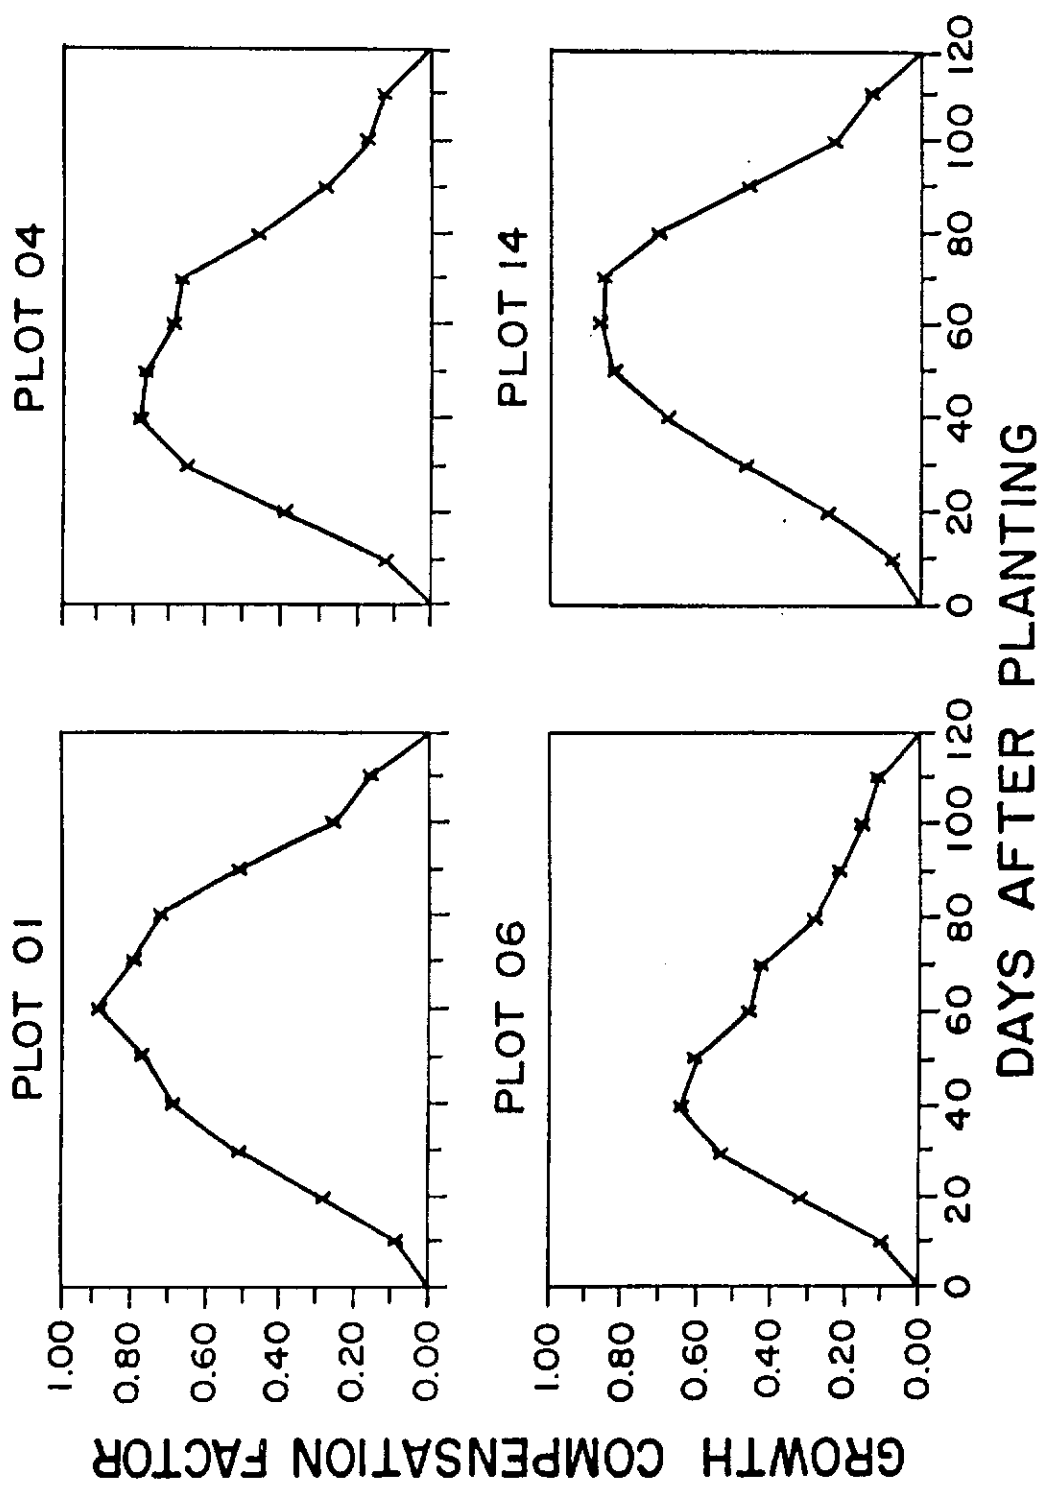 PLOT 01
PLOT 04
1.00
0.80
0.60
0.40
0.20
0.00
PLOT 06
PLOT 14
1.00
0.80
0.60
0.40
0.20
0.00
0 20 40 60 80 100 120
0 20 40 60 80 100 120
GROWTH COMPENSATION FACTOR
DAYS AFTER PLANTING